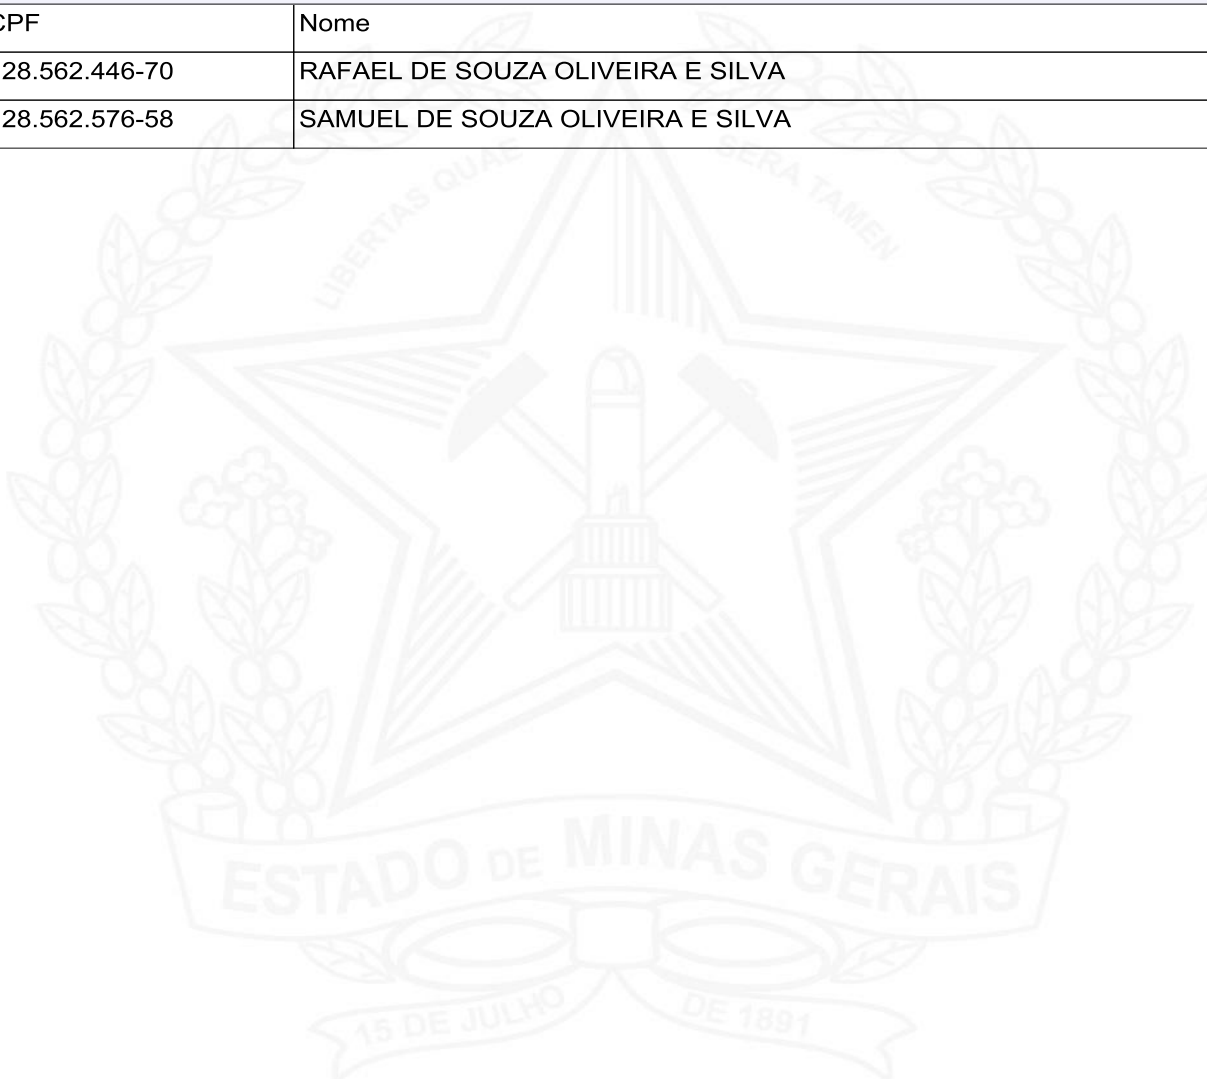 CPF Nome
28.562.446-70 RAFAEL DE SOUZA OLIVEIRA E SILVA
28.562.576-58 SAMUEL DE SOUZA OLIVEIRA E SILVA
LIBERTAS QUAE SERA TAMEN
ESTADO DE MINAS GERAIS
15 DE JULHO DE 1891